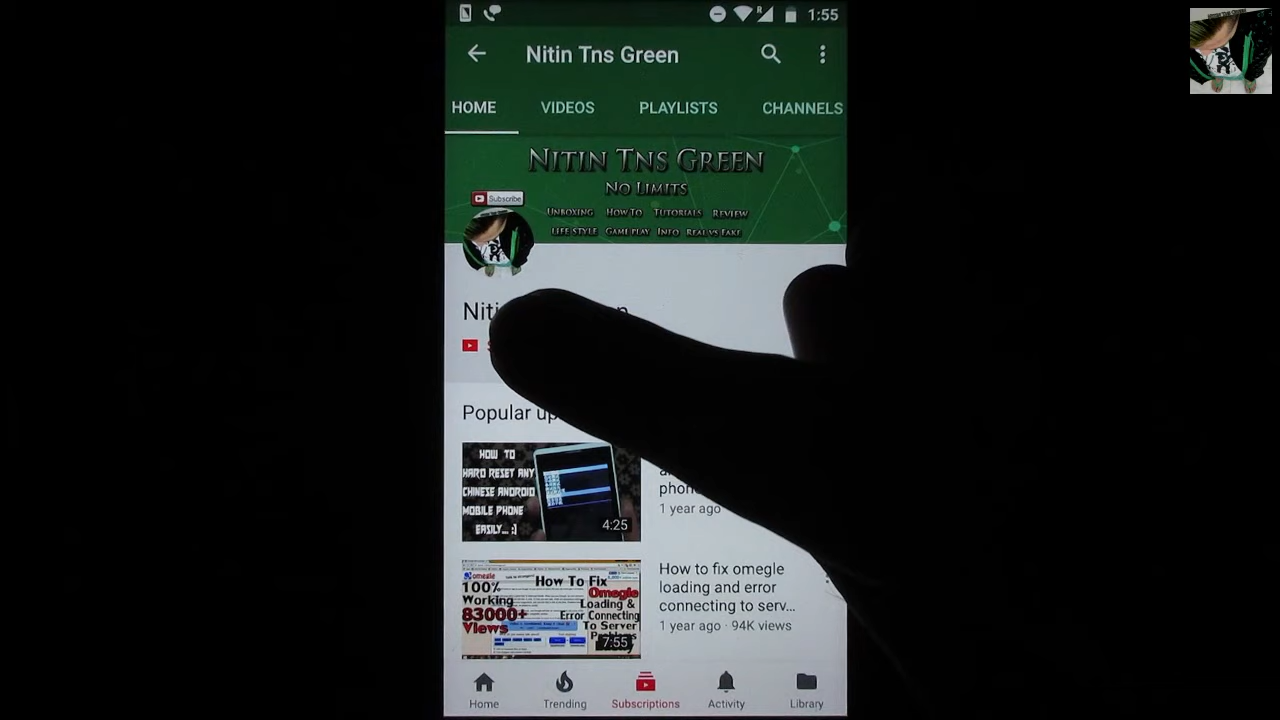 R 1:55
Nitin Tns Green
HOME VIDEOS PLAYLISTS CHANNELS
NITIN TNS GREEN
NO LIMITS
Subscribe
UNBOXING HOW TO TUTORIALS REVIEW
LIFE STYLE GAMEPLAY INFO REAL VS FAKE
Popular up
HOW TO
HARD RESET ANY
CHINESE ANDROID
MOBILE PHONE
EASILY... :)
4:25
1 year ago
omegle
100%
Working
83000+
Views
How To Fix
Omegle
Loading &
Error Connecting
To Server
7:55
How to fix omegle
loading and error
connecting to serv...
1 year ago · 94K views
Home Trending Subscriptions Activity Library